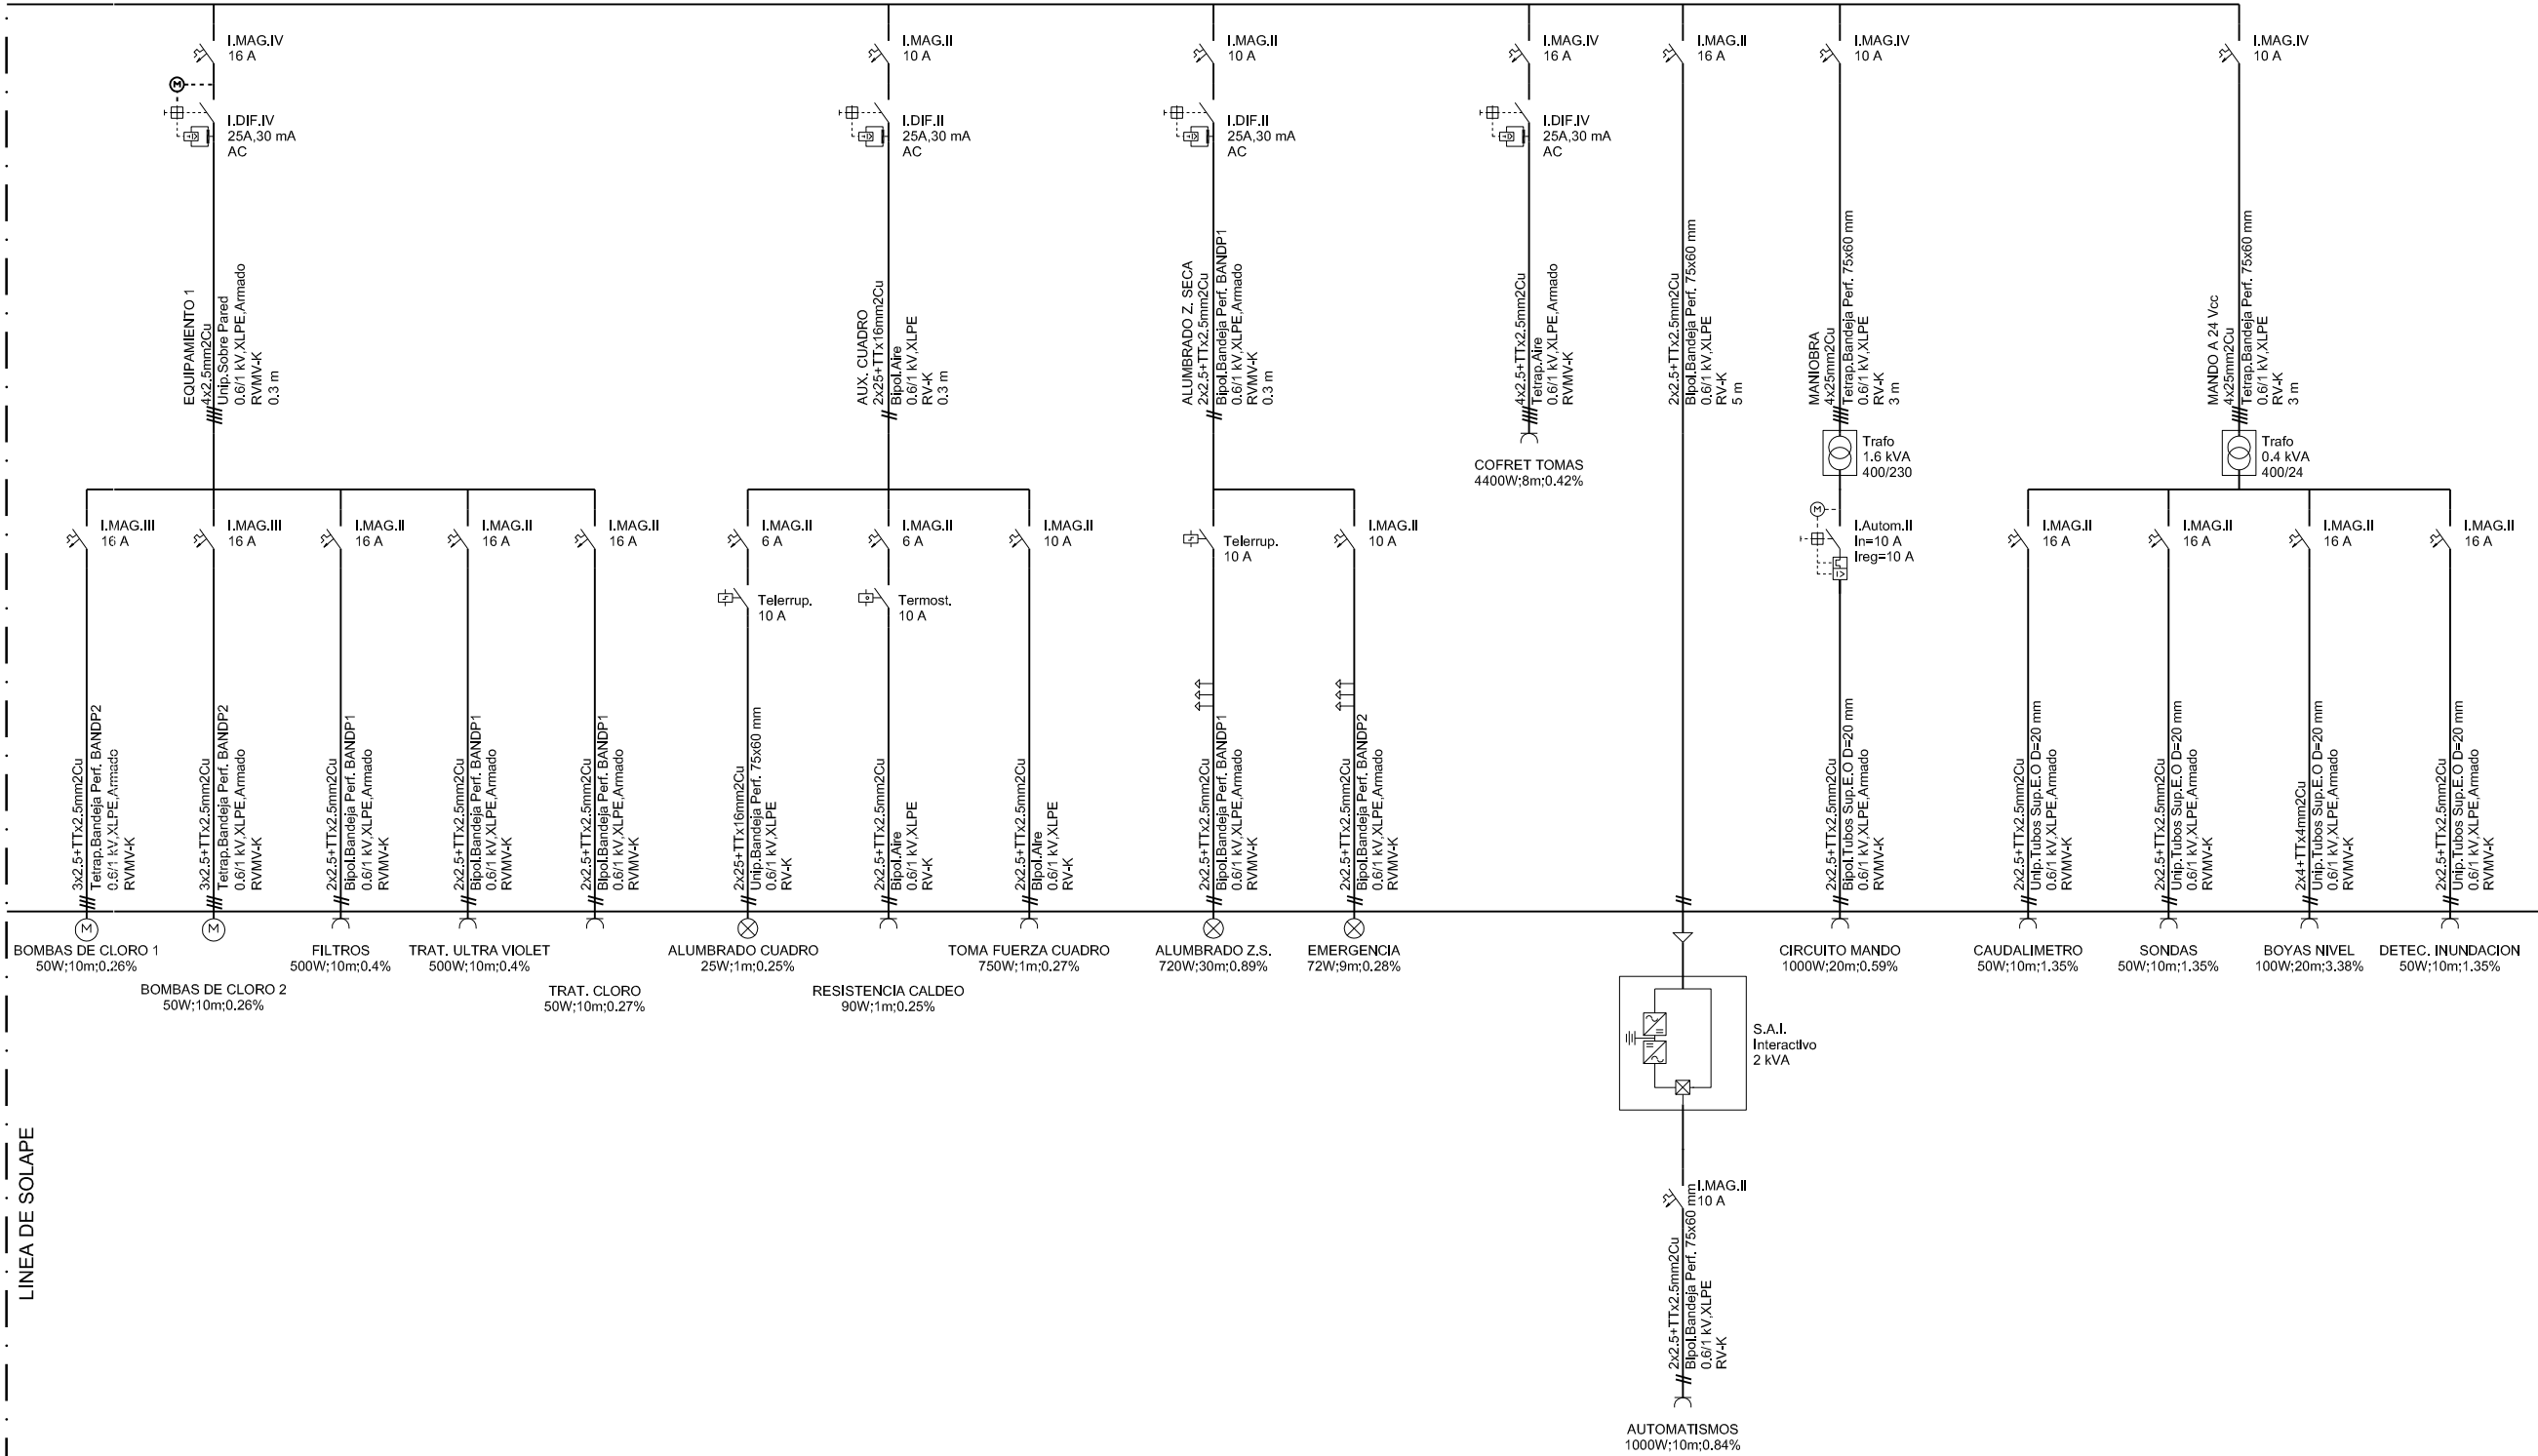 I.MAG.IV
16 A
I.MAG.II
10 A
I.MAG.II
10 A
I.MAG.IV
16 A
I.MAG.II
16 A
I.MAG.IV
10 A
I.MAG.IV
10 A
M
I.DIF.IV
25A,30 mA
AC
I.DIF.II
25A,30 mA
AC
I.DIF.II
25A,30 mA
AC
I.DIF.IV
25A,30 mA
AC
EQUIPAMIENTO 1
4x2.5mm2Cu
Unip.Sobre Pared
0.6/1 kV,XLPE,Armado
RVMV-K
0.3 m
AUX. CUADRO
2x25+TTx16mm2Cu
Bipol.Aire
0.6/1 kV,XLPE
RV-K
0.3 m
ALUMBRADO Z. SECA
2x2.5+TTx2.5mm2Cu
Bipol.Bandeja Perf. BANDP1
0.6/1 kV,XLPE,Armado
RVMV-K
0.3 m
4x2.5+TTx2.5mm2Cu
Tetrap.Aire
0.6/1 kV,XLPE,Armado
RVMV-K
2x2.5+TTx2.5mm2Cu
Bipol.Bandeja Perf. 75x60 mm
0.6/1 kV,XLPE
RV-K
5 m
MANIOBRA
4x25mm2Cu
Tetrap.Bandeja Perf. 75x60 mm
0.6/1 kV,XLPE
RV-K
3 m
MANDO A 24 Vcc
4x25mm2Cu
Tetrap.Bandeja Perf. 75x60 mm
0.6/1 kV,XLPE
RV-K
3 m
COFRET TOMAS
4400W;8m;0.42%
Trafo
1.6 kVA
400/230
Trafo
0.4 kVA
400/24
I.MAG.III
16 A
I.MAG.III
16 A
I.MAG.II
16 A
I.MAG.II
16 A
I.MAG.II
16 A
I.MAG.II
6 A
I.MAG.II
6 A
I.MAG.II
10 A
Telerrup.
10 A
I.MAG.II
10 A
M
I.Autom.II
In=10 A
Ireg=10 A
I.MAG.II
16 A
I.MAG.II
16 A
I.MAG.II
16 A
I.MAG.II
16 A
Telerrup.
10 A
Termost.
10 A
3x2.5+TTx2.5mm2Cu
Tetrap.Bandeja Perf. BANDP2
0.6/1 kV,XLPE,Armado
RVMV-K
3x2.5+TTx2.5mm2Cu
Tetrap.Bandeja Perf. BANDP2
0.6/1 kV,XLPE,Armado
RVMV-K
2x2.5+TTx2.5mm2Cu
Bipol.Bandeja Perf. BANDP1
0.6/1 kV,XLPE,Armado
RVMV-K
2x2.5+TTx2.5mm2Cu
Bipol.Bandeja Perf. BANDP1
0.6/1 kV,XLPE,Armado
RVMV-K
2x2.5+TTx2.5mm2Cu
Bipol.Bandeja Perf. BANDP1
0.6/1 kV,XLPE,Armado
RVMV-K
2x25+TTx16mm2Cu
Unip.Bandeja Perf. 75x60 mm
0.6/1 kV,XLPE
RV-K
2x2.5+TTx2.5mm2Cu
Bipol.Aire
0.6/1 kV,XLPE
RV-K
2x2.5+TTx2.5mm2Cu
Bipol.Aire
0.6/1 kV,XLPE
RV-K
2x2.5+TTx2.5mm2Cu
Bipol.Bandeja Perf. BANDP1
0.6/1 kV,XLPE,Armado
RVMV-K
2x2.5+TTx2.5mm2Cu
Bipol.Bandeja Perf. BANDP2
0.6/1 kV,XLPE,Armado
RVMV-K
2x2.5+TTx2.5mm2Cu
Bipol.Tubos Sup.E.O D=20 mm
0.6/1 kV,XLPE,Armado
RVMV-K
2x2.5+TTx2.5mm2Cu
Unip.Tubos Sup.E.O D=20 mm
0.6/1 kV,XLPE,Armado
RVMV-K
2x2.5+TTx2.5mm2Cu
Unip.Tubos Sup.E.O D=20 mm
0.6/1 kV,XLPE,Armado
RVMV-K
2x4+TTx4mm2Cu
Unip.Tubos Sup.E.O D=20 mm
0.6/1 kV,XLPE,Armado
RVMV-K
2x2.5+TTx2.5mm2Cu
Unip.Tubos Sup.E.O D=20 mm
0.6/1 kV,XLPE,Armado
RVMV-K
M
M
BOMBAS DE CLORO 1
50W;10m;0.26%
BOMBAS DE CLORO 2
50W;10m;0.26%
FILTROS
500W;10m;0.4%
TRAT. ULTRA VIOLET
500W;10m;0.4%
TRAT. CLORO
50W;10m;0.27%
ALUMBRADO CUADRO
25W;1m;0.25%
RESISTENCIA CALDEO
90W;1m;0.25%
TOMA FUERZA CUADRO
750W;1m;0.27%
ALUMBRADO Z.S.
720W;30m;0.89%
EMERGENCIA
72W;9m;0.28%
CIRCUITO MANDO
1000W;20m;0.59%
CAUDALIMETRO
50W;10m;1.35%
SONDAS
50W;10m;1.35%
BOYAS NIVEL
100W;20m;3.38%
DETEC. INUNDACION
50W;10m;1.35%
S.A.I.
Interactivo
2 kVA
I.MAG.II
10 A
2x2.5+TTx2.5mm2Cu
Bipol.Bandeja Perf. 75x60 mm
0.6/1 kV,XLPE
RV-K
AUTOMATISMOS
1000W;10m;0.84%
LINEA DE SOLAPE